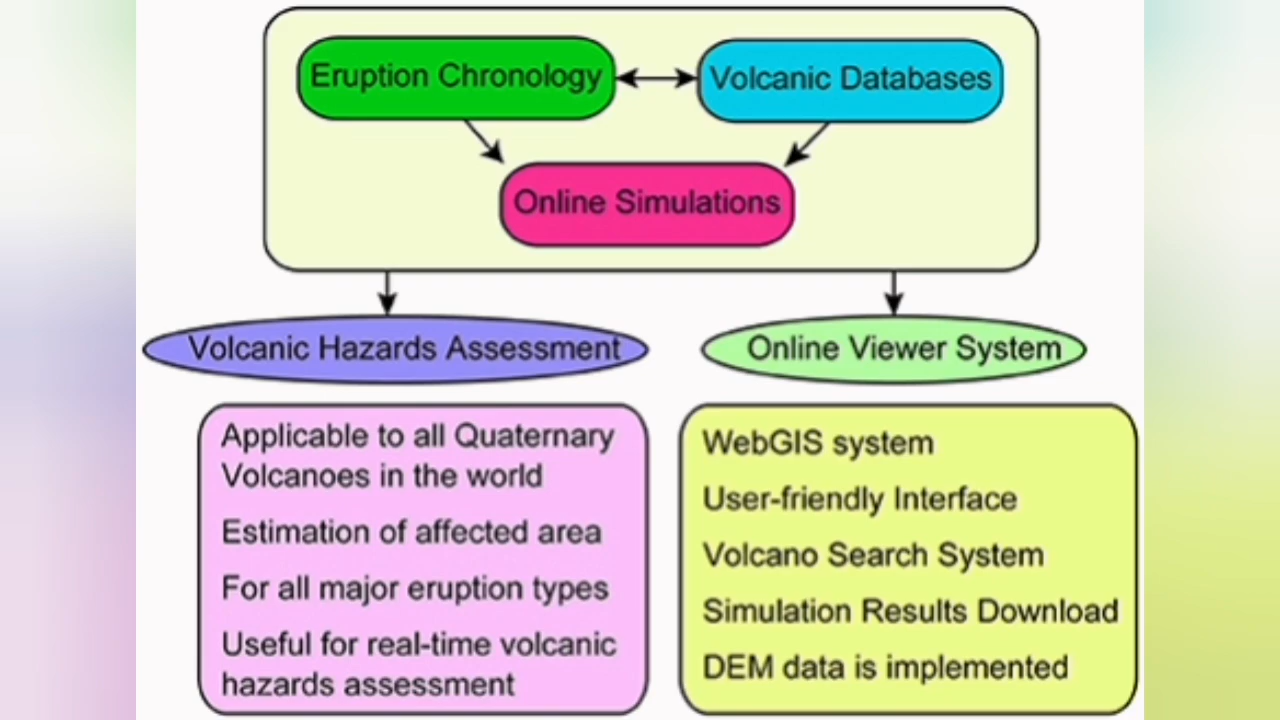 Eruption Chronology
Volcanic Databases
Online Simulations
Volcanic Hazards Assessment
Online Viewer System
Applicable to all Quaternary
Volcanoes in the world
Estimation of affected area
For all major eruption types
Useful for real-time volcanic
hazards assessment
WebGIS system
User-friendly Interface
Volcano Search System
Simulation Results Download
DEM data is implemented